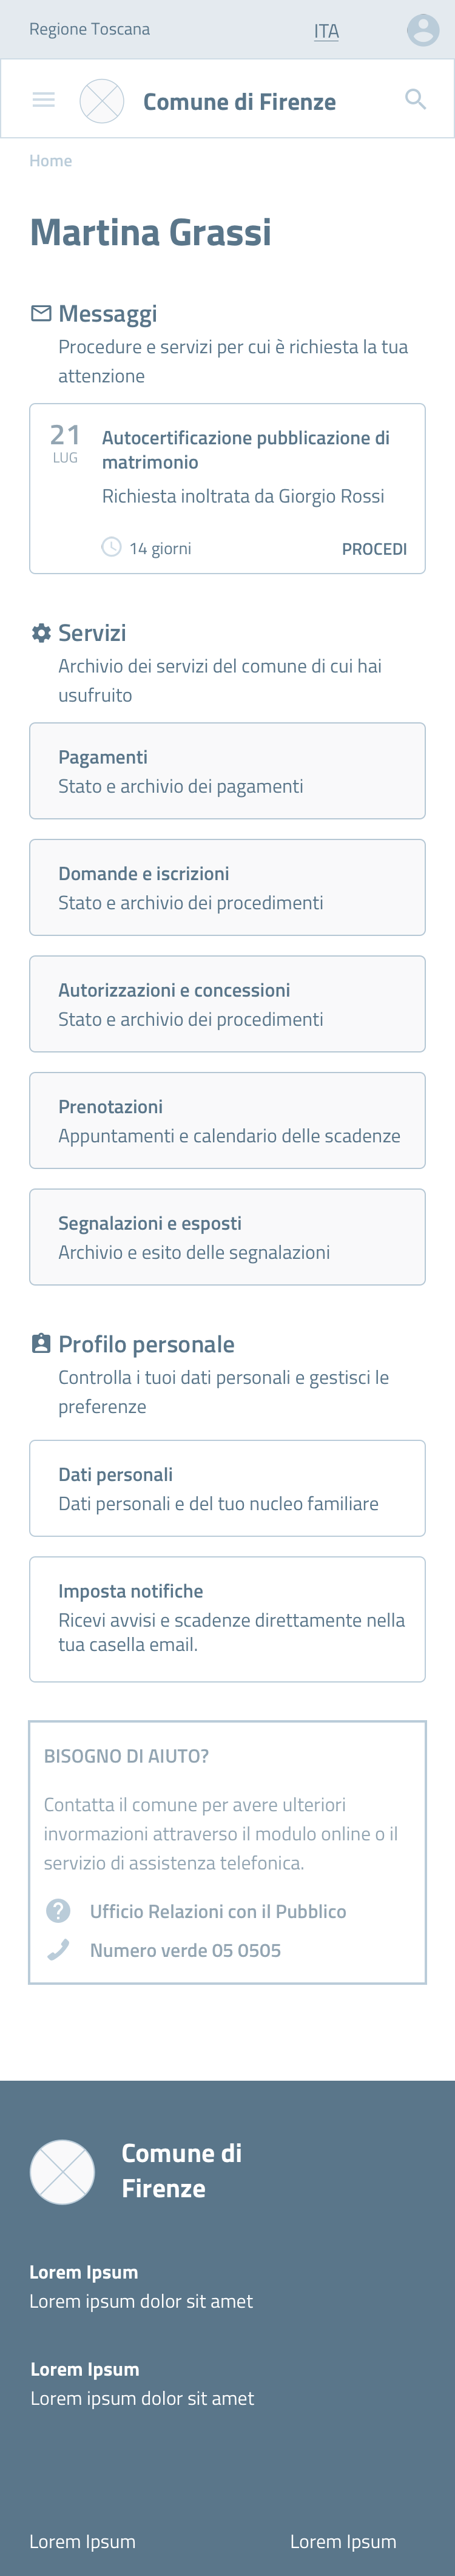 Regione Toscana
ITA
Comune di Firenze
Home
Martina Grassi
Messaggi
Procedure e servizi per cui è richiesta la tua
attenzione
21
LUG
Autocertificazione pubblicazione di
matrimonio
Richiesta inoltrata da Giorgio Rossi
14 giorni
PROCEDI
Servizi
Archivio dei servizi del comune di cui hai
usufruito
Pagamenti
Stato e archivio dei pagamenti
Domande e iscrizioni
Stato e archivio dei procedimenti
Autorizzazioni e concessioni
Stato e archivio dei procedimenti
Prenotazioni
Appuntamenti e calendario delle scadenze
Segnalazioni e esposti
Archivio e esito delle segnalazioni
Profilo personale
Controlla i tuoi dati personali e gestisci le
preferenze
Dati personali
Dati personali e del tuo nucleo familiare
Imposta notifiche
Ricevi avvisi e scadenze direttamente nella
tua casella email.
BISOGNO DI AIUTO?
Contatta il comune per avere ulteriori
invormazioni attraverso il modulo online o il
servizio di assistenza telefonica.
Ufficio Relazioni con il Pubblico
Numero verde 05 0505
Comune di
Firenze
Lorem Ipsum
Lorem ipsum dolor sit amet
Lorem Ipsum
Lorem ipsum dolor sit amet
Lorem Ipsum
Lorem Ipsum